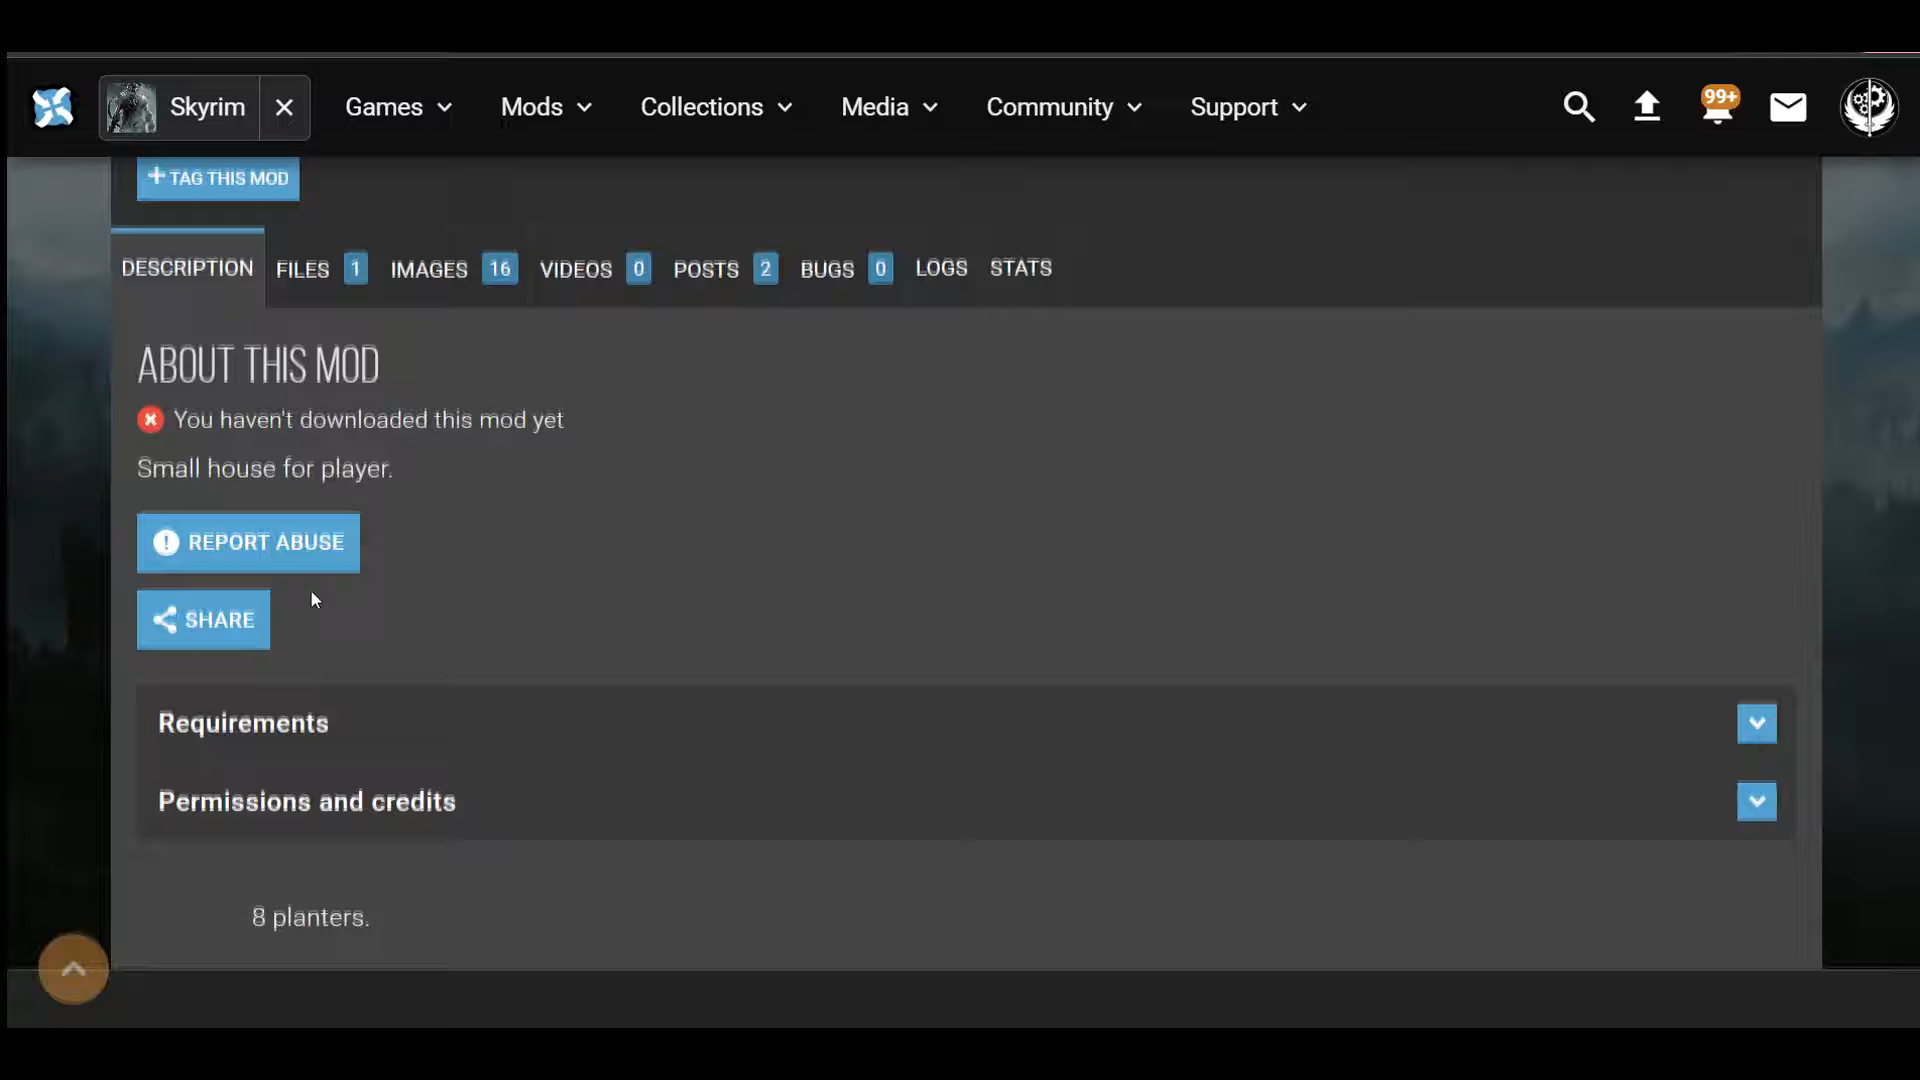 Skyrim Games Mods Collections Media Community Support 99+
+ TAG THIS MOD
DESCRIPTION FILES 1 IMAGES 16 VIDEOS 0 POSTS 2 BUGS 0 LOGS STATS
ABOUT THIS MOD
You haven't downloaded this mod yet
Small house for player.
REPORT ABUSE
SHARE
Requirements
Permissions and credits
8 planters.